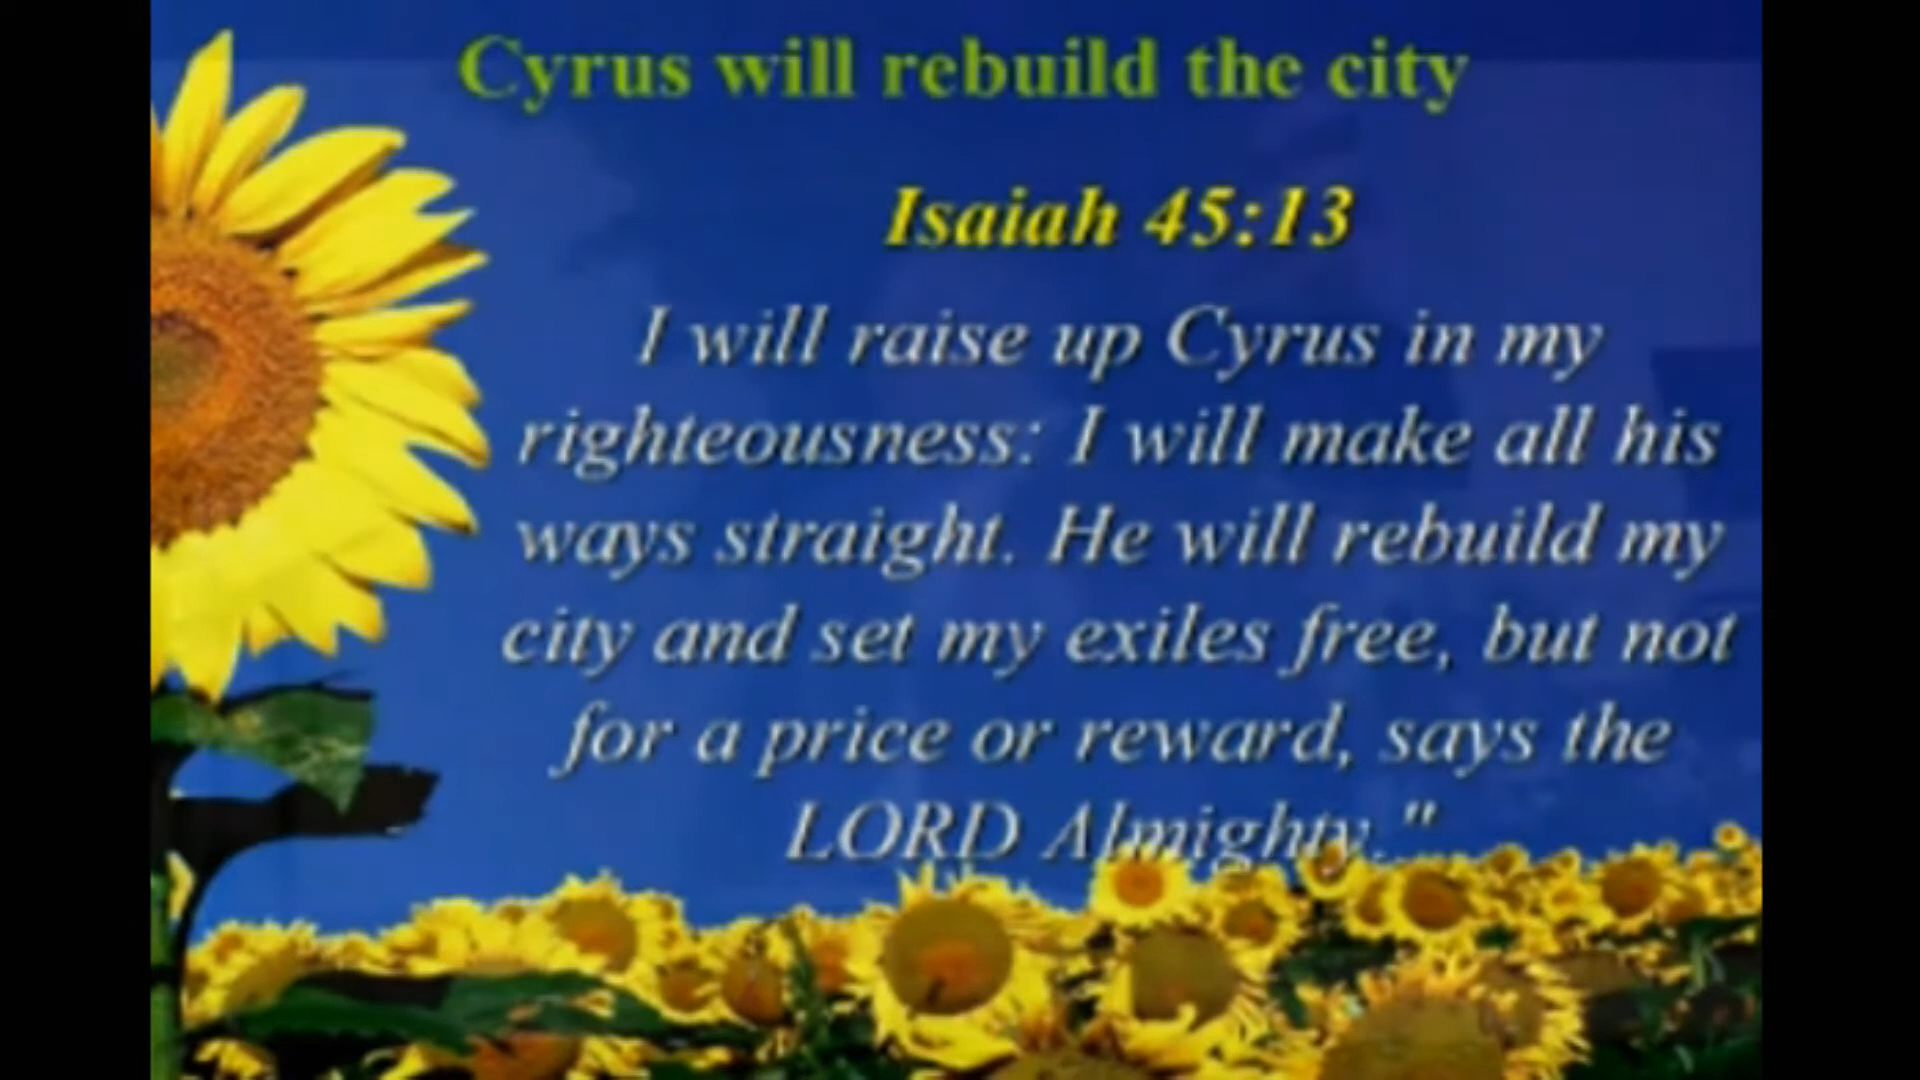 Cyrus will rebuild the city
Isaiah 45:13
I will raise up Cyrus in my
righteousness: I will make all his
ways straight. He will rebuild my
city and set my exiles free, but not
for a price or reward, says the
LORD Almighty."